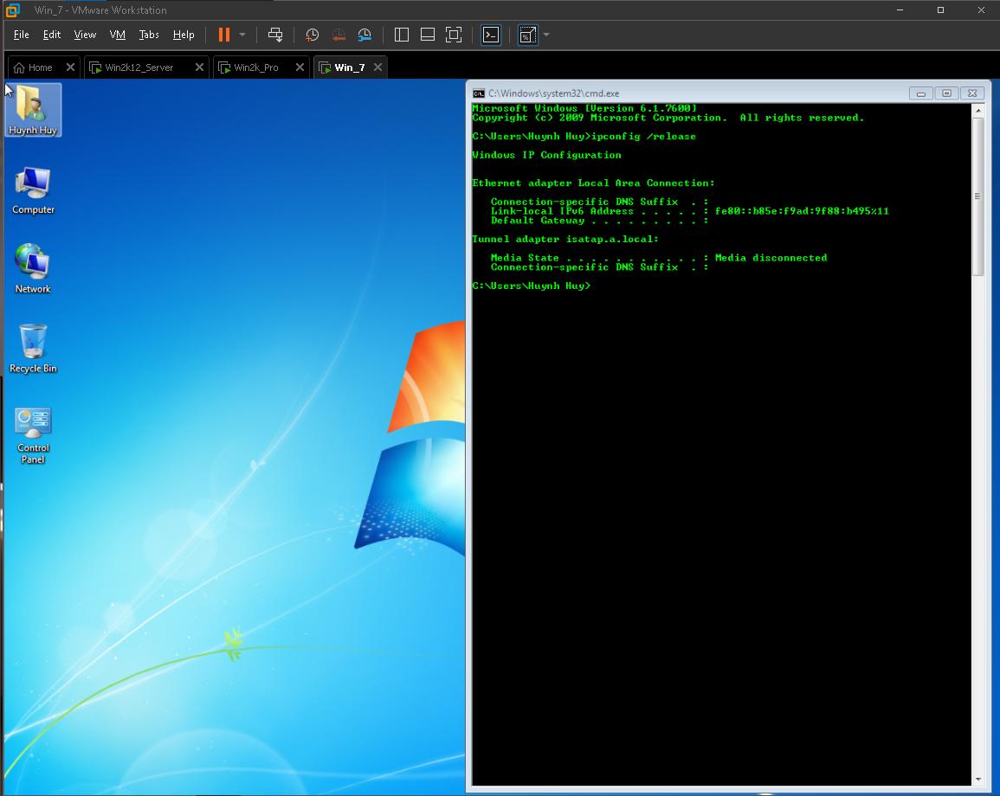 Win_7 - VMware Workstation
File Edit View VM Tabs Help
Home Win2k12_Server Win2k_Pro Win_7
Huynh Huy
Computer
Network
Recycle Bin
Control
Panel
C:\Windows\system32\cmd.exe
Microsoft Windows [Version 6.1.7600]
Copyright (c) 2009 Microsoft Corporation.  All rights reserved.
C:\Users\Huynh Huy>ipconfig /release
Windows IP Configuration
Ethernet adapter Local Area Connection:
Connection-specific DNS Suffix  . :
Link-local IPv6 Address . . . . . : fe80::b85e:f9ad:9f88:b495%11
Default Gateway . . . . . . . . . :
Tunnel adapter isatap.a.local:
Media State . . . . . . . . . . . : Media disconnected
Connection-specific DNS Suffix  . :
C:\Users\Huynh Huy>